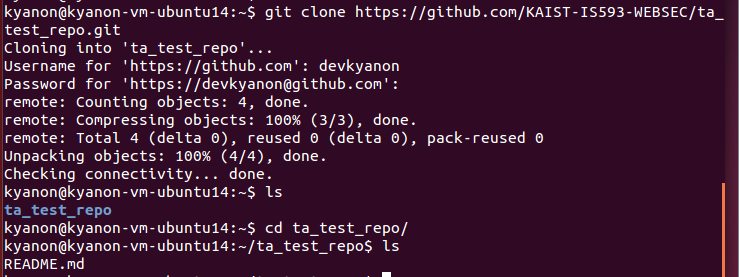 kyanon@kyanon-vm-ubuntu14:~$ git clone https://github.com/KAIST-IS593-WEBSEC/ta_
test_repo.git
Cloning into 'ta_test_repo'...
Username for 'https://github.com': devkyanon
Password for 'https://devkyanon@github.com':
remote: Counting objects: 4, done.
remote: Compressing objects: 100% (3/3), done.
remote: Total 4 (delta 0), reused 0 (delta 0), pack-reused 0
Unpacking objects: 100% (4/4), done.
Checking connectivity... done.
kyanon@kyanon-vm-ubuntu14:~$ ls
ta_test_repo
kyanon@kyanon-vm-ubuntu14:~$ cd ta_test_repo/
kyanon@kyanon-vm-ubuntu14:~/ta_test_repo$ ls
README.md